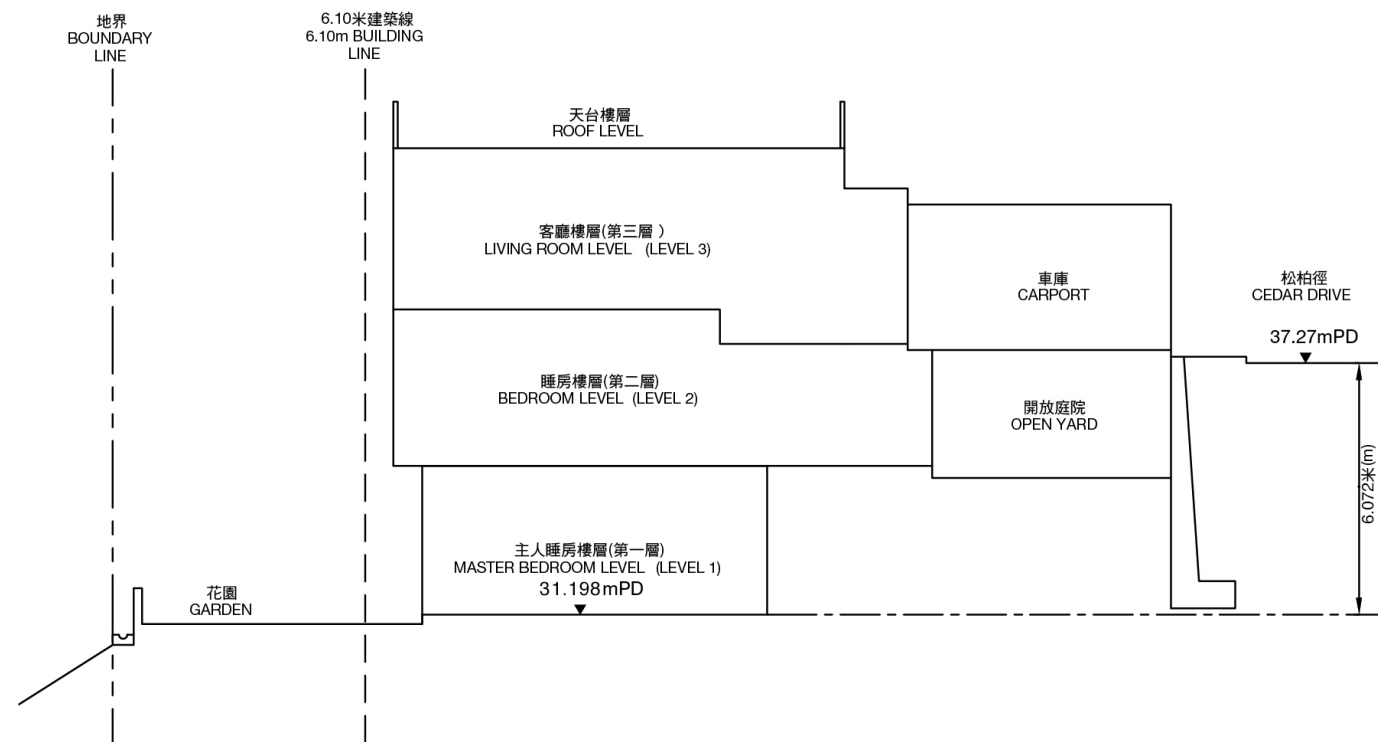 地界
BOUNDARY
LINE
6.10米建築線
6.10m BUILDING
LINE
天台樓層
ROOF LEVEL
客廳樓層(第三層 )
LIVING ROOM LEVEL (LEVEL 3)
車庫
CARPORT
松柏徑
CEDAR DRIVE
37.27mPD
睡房樓層(第二層)
BEDROOM LEVEL (LEVEL 2)
開放庭院
OPEN YARD
6.072米(m)
主人睡房樓層(第一層)
MASTER BEDROOM LEVEL (LEVEL 1)
31.198mPD
花園
GARDEN